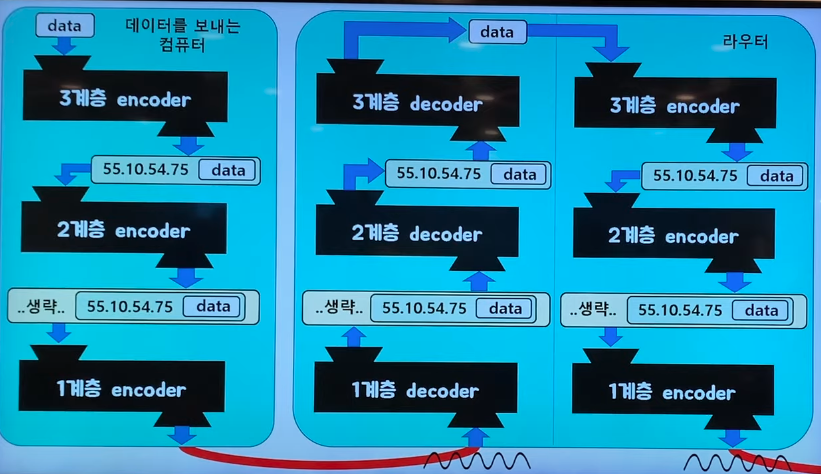 data
데이터를 보내는
컴퓨터
3계층 encoder
55.10.54.75 data
2계층 encoder
..생략.. 55.10.54.75 data
1계층 encoder
data
라우터
3계층 decoder
55.10.54.75 data
2계층 decoder
..생략.. 55.10.54.75 data
1계층 decoder
3계층 encoder
55.10.54.75 data
2계층 encoder
..생략.. 55.10.54.75 data
1계층 encoder